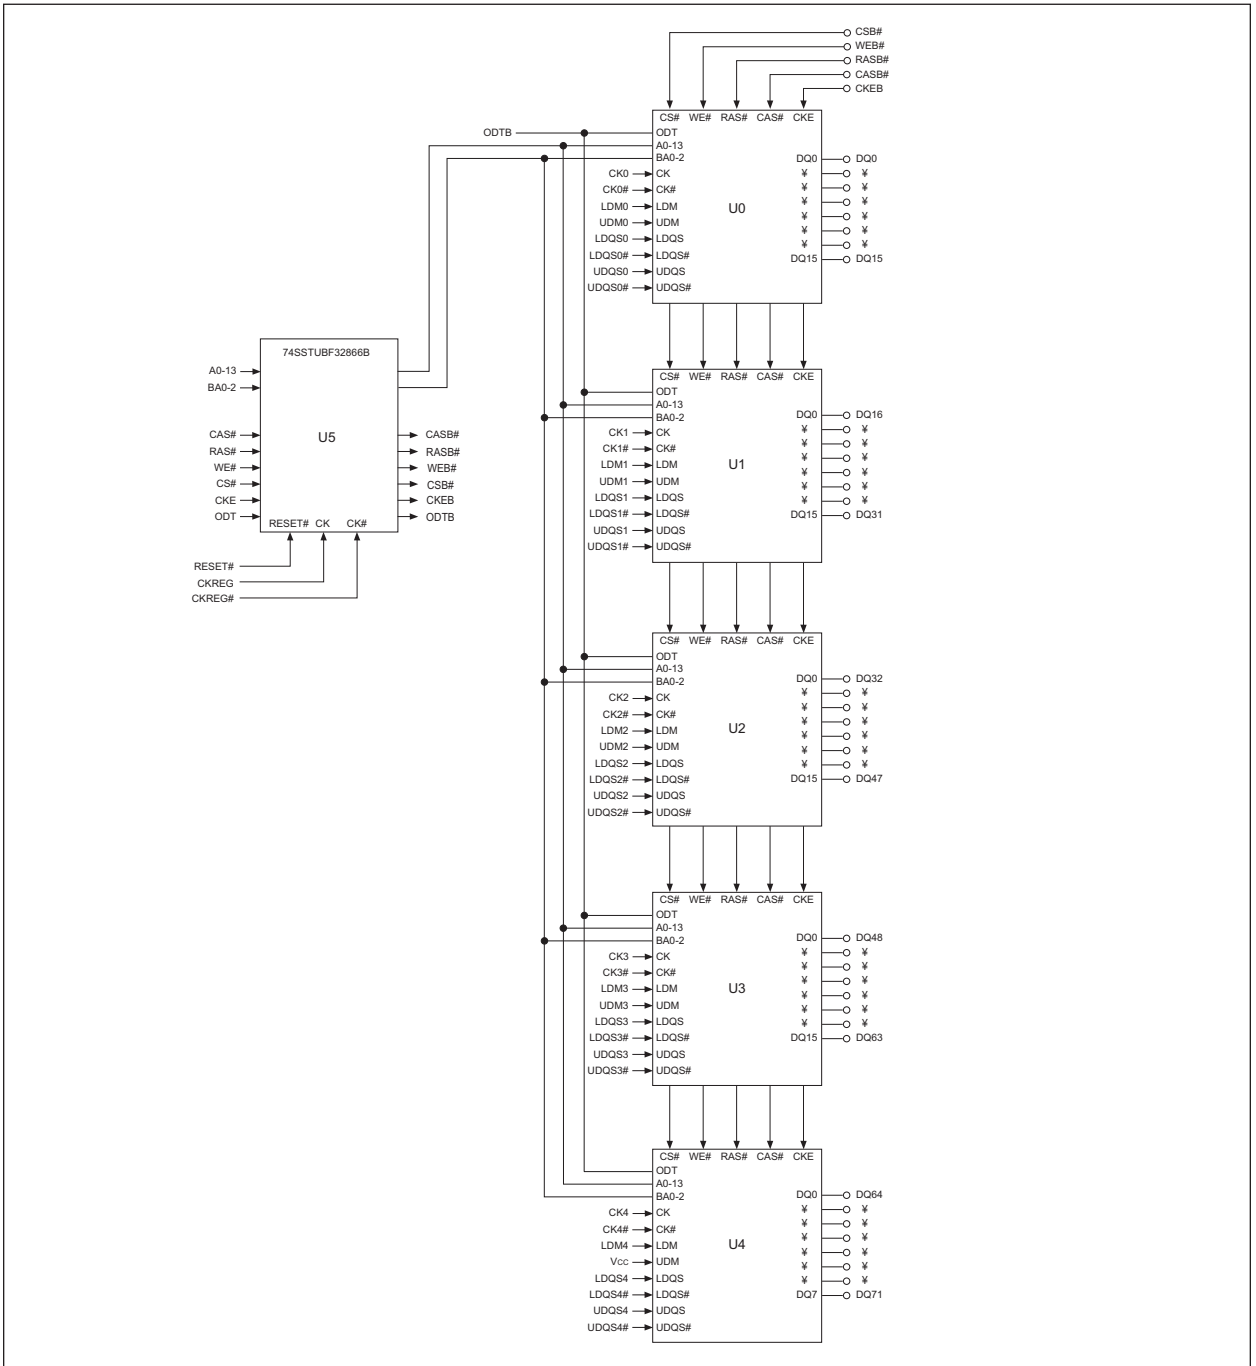 CSB#
WEB#
RASB#
CASB#
CKEB
CS# WE# RAS# CAS# CKE
ODTB ODT
A0-13
BA0-2
CK0 CK DQ0 DQ0
CK0# CK# ¥ ¥
LDM0 LDM ¥ ¥
UDM0 UDM U0 ¥ ¥
LDQS0 LDQS ¥ ¥
LDQS0# LDQS# ¥ ¥
UDQS0 UDQS ¥ ¥
UDQS0# UDQS# DQ15 DQ15
74SSTUBF32866B
A0-13
BA0-2
U5
CAS# CASB#
RAS# RASB#
WE# WEB#
CS# CSB#
CKE CKEB
ODT ODTB
RESET# CK CK#
RESET#
CKREG
CKREG#
CS# WE# RAS# CAS# CKE
ODT
A0-13
BA0-2
CK1 CK DQ0 DQ16
CK1# CK# ¥ ¥
LDM1 LDM ¥ ¥
UDM1 UDM U1 ¥ ¥
LDQS1 LDQS ¥ ¥
LDQS1# LDQS# ¥ ¥
UDQS1 UDQS ¥ ¥
UDQS1# UDQS# DQ15 DQ31
CS# WE# RAS# CAS# CKE
ODT
A0-13
BA0-2
CK2 CK DQ0 DQ32
CK2# CK# ¥ ¥
LDM2 LDM ¥ ¥
UDM2 UDM U2 ¥ ¥
LDQS2 LDQS ¥ ¥
LDQS2# LDQS# ¥ ¥
UDQS2 UDQS ¥ ¥
UDQS2# UDQS# DQ15 DQ47
CS# WE# RAS# CAS# CKE
ODT
A0-13
BA0-2
CK3 CK DQ0 DQ48
CK3# CK# ¥ ¥
LDM3 LDM ¥ ¥
UDM3 UDM U3 ¥ ¥
LDQS3 LDQS ¥ ¥
LDQS3# LDQS# ¥ ¥
UDQS3 UDQS ¥ ¥
UDQS3# UDQS# DQ15 DQ63
CS# WE# RAS# CAS# CKE
ODT
A0-13
BA0-2
CK4 CK DQ0 DQ64
CK4# CK# ¥ ¥
LDM4 LDM ¥ ¥
Vcc UDM U4 ¥ ¥
LDQS4 LDQS ¥ ¥
LDQS4# LDQS# ¥ ¥
UDQS4 UDQS ¥ ¥
UDQS4# UDQS# DQ7 DQ71